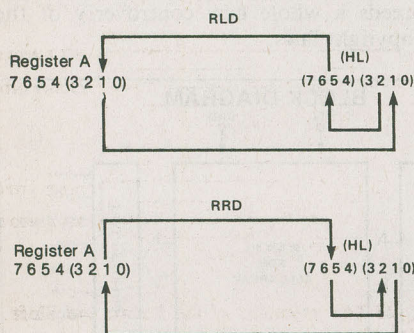 RLD
(HL)
Register A
7 6 5 4 (3 2 1 0)
(7 6 5 4) (3 2 1 0)
RRD
(HL)
Register A
7 6 5 4 (3 2 1 0)
(7 6 5 4) (3 2 1 0)